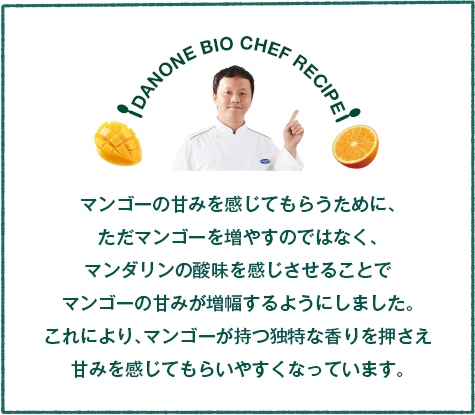 DANONE BIO CHEF RECIPE
マンゴーの甘みを感じてもらうために、
ただマンゴーを増やすのではなく、
マンダリンの酸味を感じさせることで
マンゴーの甘みが増幅するようにしました。
これにより、マンゴーが持つ独特な香りを押さえ
甘みを感じてもらいやすくなっています。